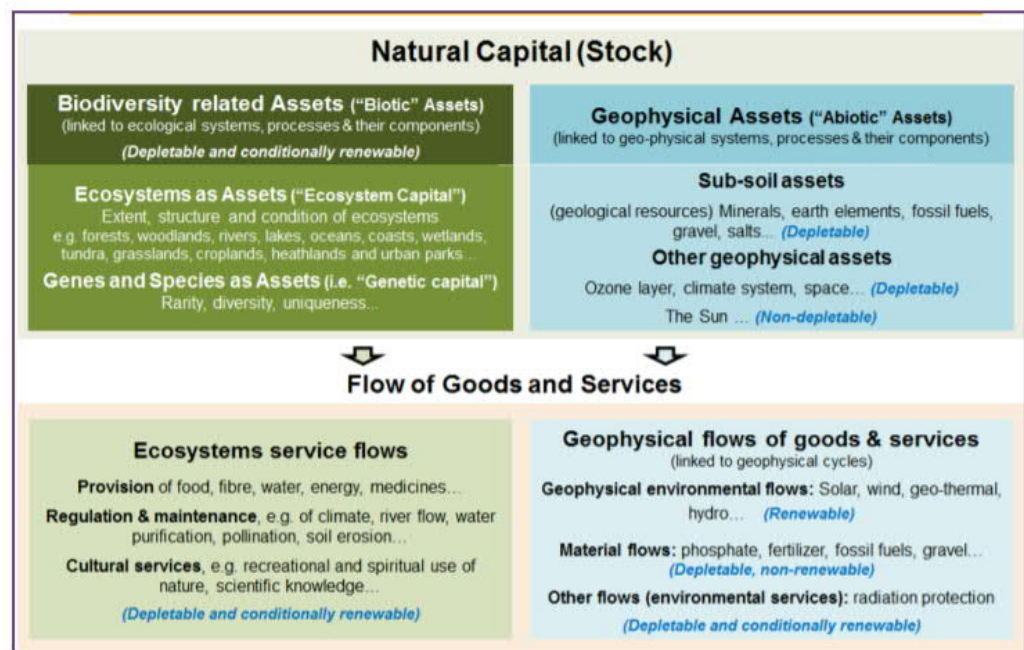 Natural Capital (Stock)
Biodiversity related Assets ("Biotic" Assets)
(linked to ecological systems, processes & their components)
(Depletable and conditionally renewable)
Ecosystems as Assets ("Ecosystem Capital")
Extent, structure and condition of ecosystems
e.g. forests, woodlands, rivers, lakes, oceans, coasts, wetlands,
tundra, grasslands, croplands, heathlands and urban parks...
Genes and Species as Assets (i.e. "Genetic capital")
Rarity, diversity, uniqueness...
Geophysical Assets ("Abiotic" Assets)
(linked to geo-physical systems, processes & their components)
Sub-soil assets
(geological resources) Minerals, earth elements, fossil fuels,
gravel, salts... (Depletable)
Other geophysical assets
Ozone layer, climate system, space... (Depletable)
The Sun ... (Non-depletable)
Flow of Goods and Services
Ecosystems service flows
Provision of food, fibre, water, energy, medicines...
Regulation & maintenance, e.g. of climate, river flow, water
purification, pollination, soil erosion...
Cultural services, e.g. recreational and spiritual use of
nature, scientific knowledge...
(Depletable and conditionally renewable)
Geophysical flows of goods & services
(linked to geophysical cycles)
Geophysical environmental flows: Solar, wind, geo-thermal,
hydro... (Renewable)
Material flows: phosphate, fertilizer, fossil fuels, gravel...
(Depletable, non-renewable)
Other flows (environmental services): radiation protection
(Depletable and conditionally renewable)